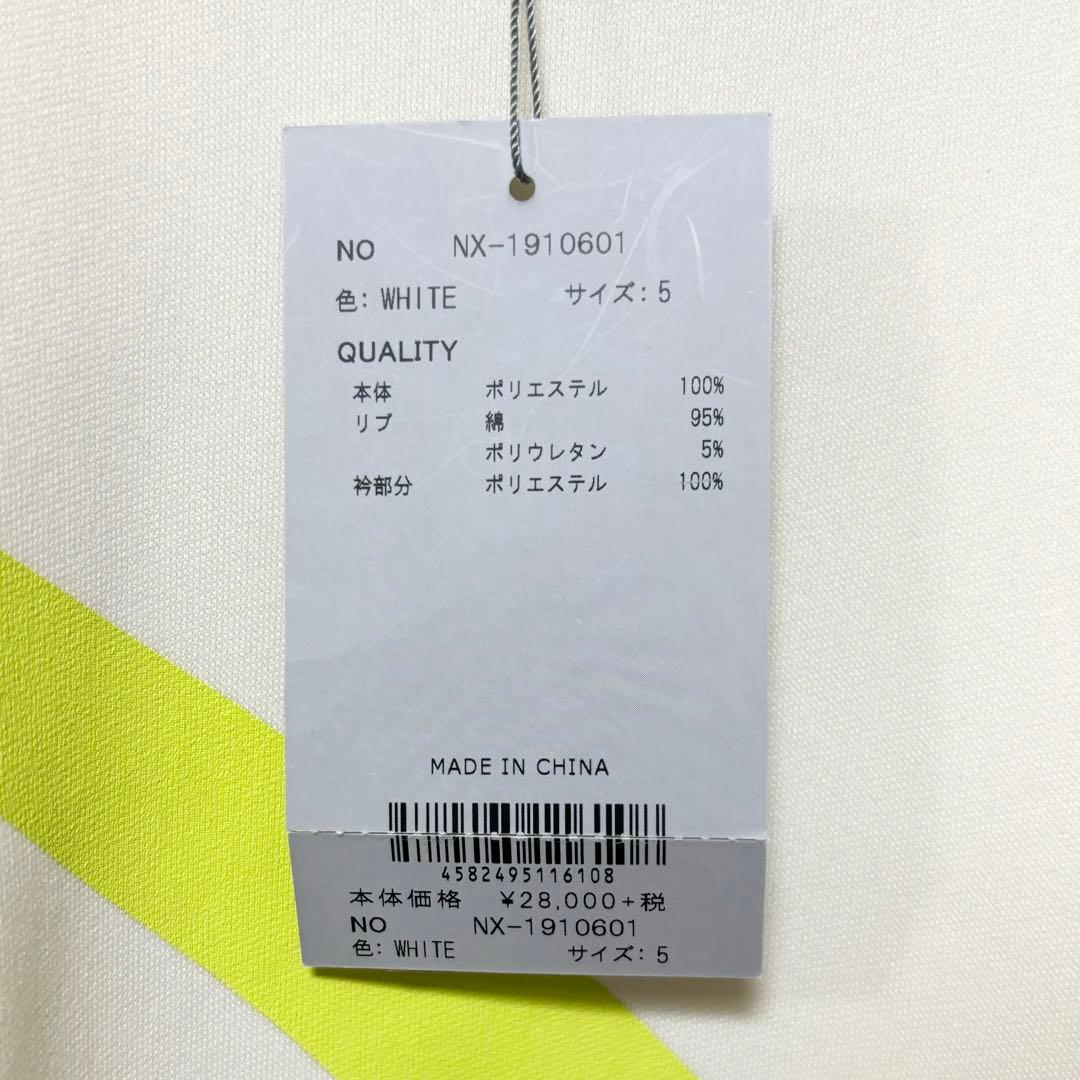 NO NX-1910601
色: WHITE サイズ: 5
QUALITY
本体 ポリエステル 100%
リブ 綿 95%
ポリウレタン 5%
衿部分 ポリエステル 100%
MADE IN CHINA
4582495116108
本体価格 ¥28,000+税
NO NX-1910601
色: WHITE サイズ: 5